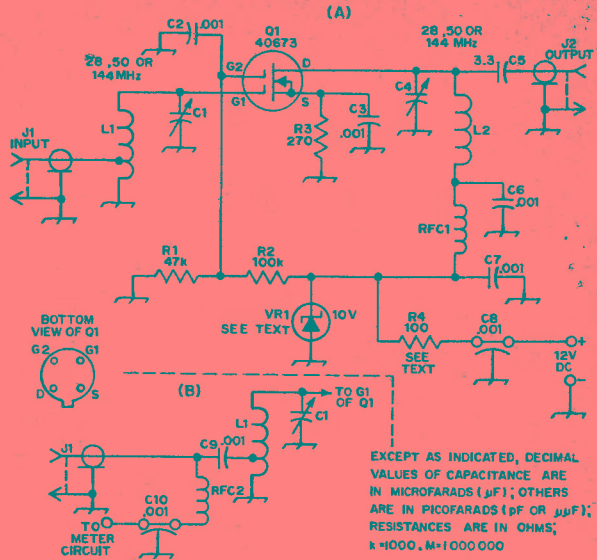 (A)
C2 .001
Q1
40673
28, 50 OR
144 MHz
28, 50 OR
144 MHz
J2
OUTPUT
G2
D
3.3 C5
G1
S
C1
C4
C3
.001
R3
270
L1
L2
J1
INPUT
C6
.001
RFC1
R1
47k
R2
100k
C7
.001
VR1
SEE TEXT
10V
R4
100
SEE
TEXT
C8
.001
+
12V
DC
-
BOTTOM
VIEW OF Q1
G2
G1
D
S
(B)
TO G1
OF Q1
L1
C1
J1
C9 .001
RFC2
C10
.001
TO
METER
CIRCUIT
EXCEPT AS INDICATED, DECIMAL
VALUES OF CAPACITANCE ARE
IN MICROFARADS (µF); OTHERS
ARE IN PICOFARADS (pF OR µµF);
RESISTANCES ARE IN OHMS;
k=1000, M=1000000